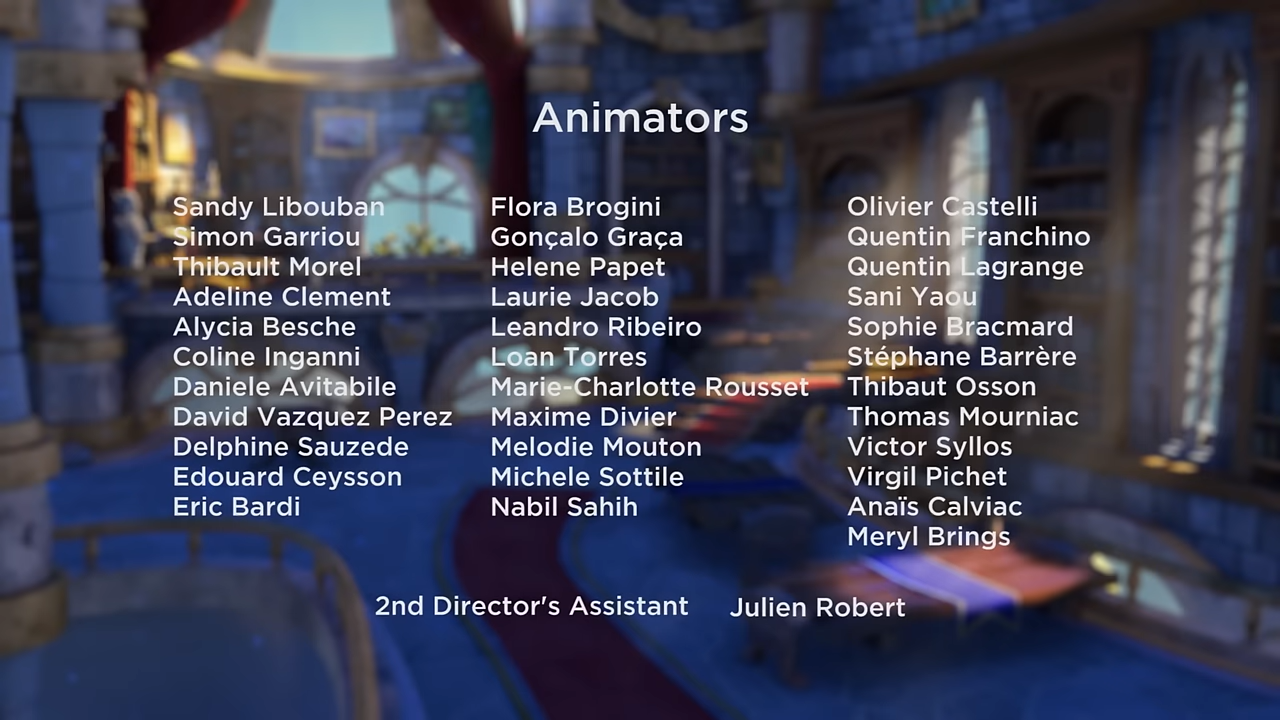 Animators
Sandy Libouban
Simon Garriou
Thibault Morel
Adeline Clement
Alycia Besche
Coline Inganni
Daniele Avitabile
David Vazquez Perez
Delphine Sauzede
Edouard Ceysson
Eric Bardi
Flora Brogini
Gonçalo Graça
Helene Papet
Laurie Jacob
Leandro Ribeiro
Loan Torres
Marie-Charlotte Rousset
Maxime Divier
Melodie Mouton
Michele Sottile
Nabil Sahih
Olivier Castelli
Quentin Franchino
Quentin Lagrange
Sani Yaou
Sophie Bracmard
Stéphane Barrère
Thibaut Osson
Thomas Mourniac
Victor Syllos
Virgil Pichet
Anaïs Calviac
Meryl Brings
2nd Director's Assistant Julien Robert